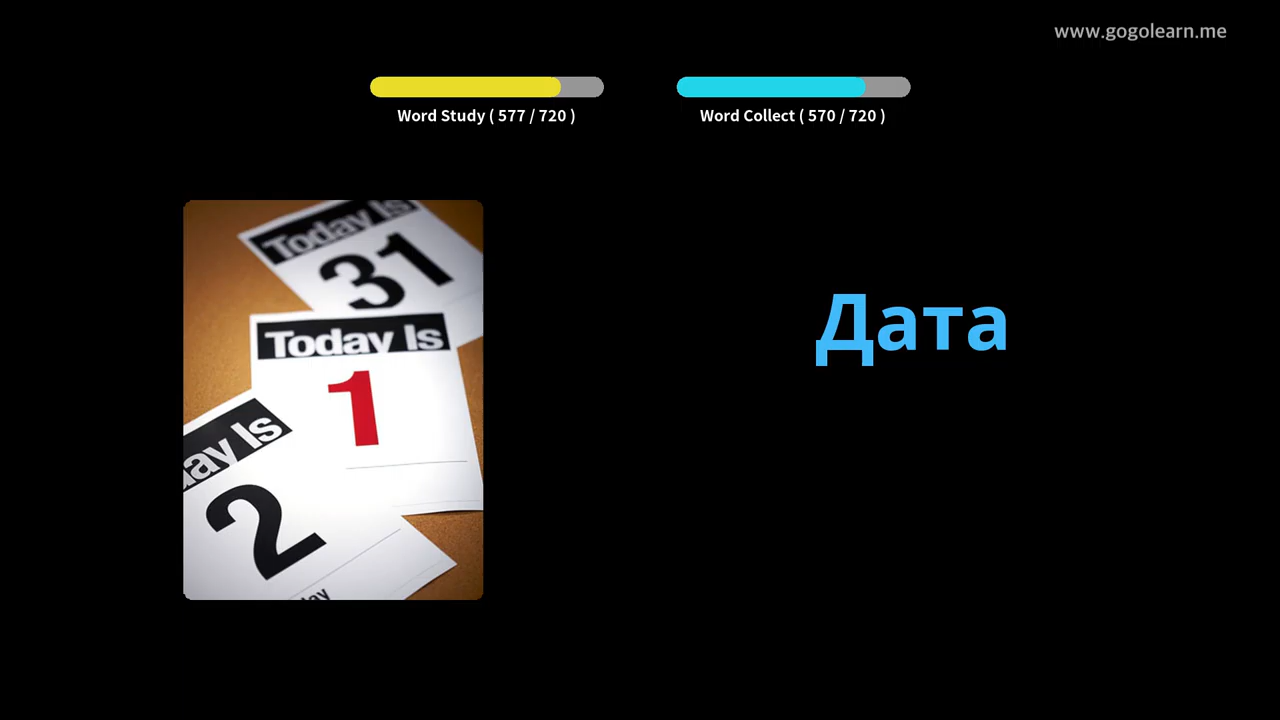 www.gogolearn.me
Word Study ( 577 / 720 )
Word Collect ( 570 / 720 )
Today Is
31
Today Is
1
ay Is
2
Дата